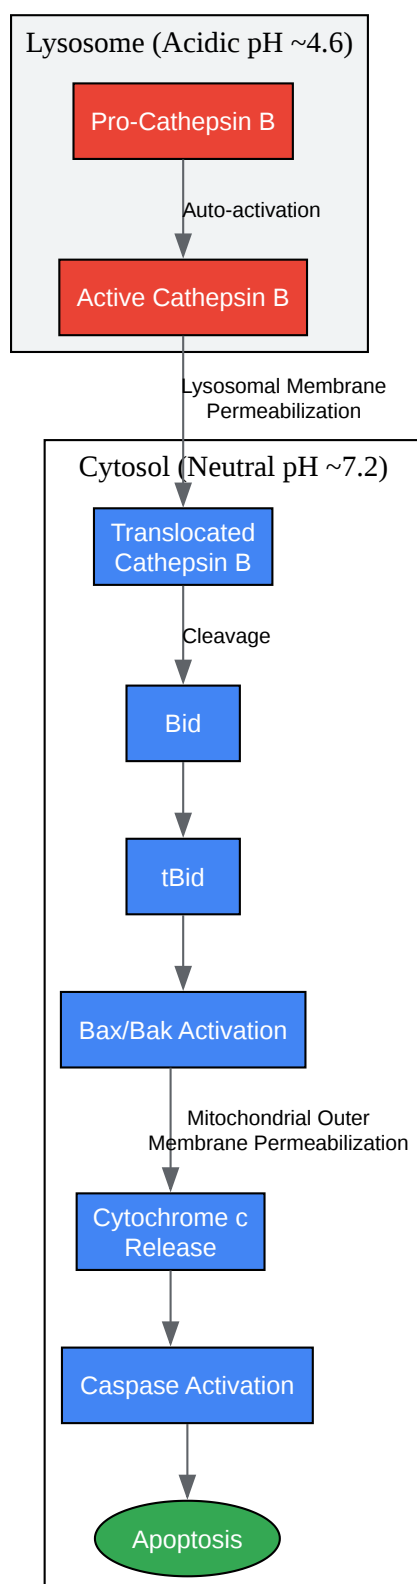 Lysosome (Acidic pH ~4.6)
Pro-Cathepsin B
Auto-activation
Active Cathepsin B
Lysosomal Membrane
Permeabilization
Cytosol (Neutral pH ~7.2)
Translocated
Cathepsin B
Cleavage
Bid
tBid
Bax/Bak Activation
Mitochondrial Outer
Membrane Permeabilization
Cytochrome c
Release
Caspase Activation
Apoptosis